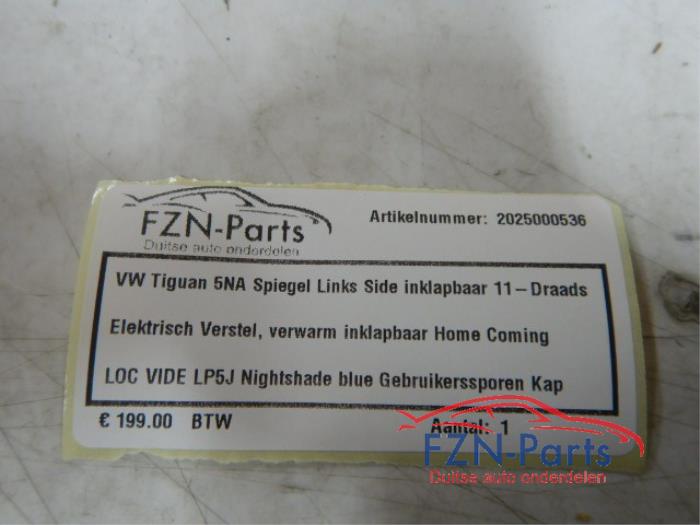 FZN-Parts
Duitse auto onderdelen
Artikelnummer: 2025000536
VW Tiguan 5NA Spiegel Links Side inklapbaar 11-Draads
Elektrisch Verstel, verwarm inklapbaar Home Coming
LOC VIDE LP5J Nightshade blue Gebruikerssporen Kap
€ 199.00 BTW
Aantal: 1
FZN-Parts
Duitse auto onderdelen